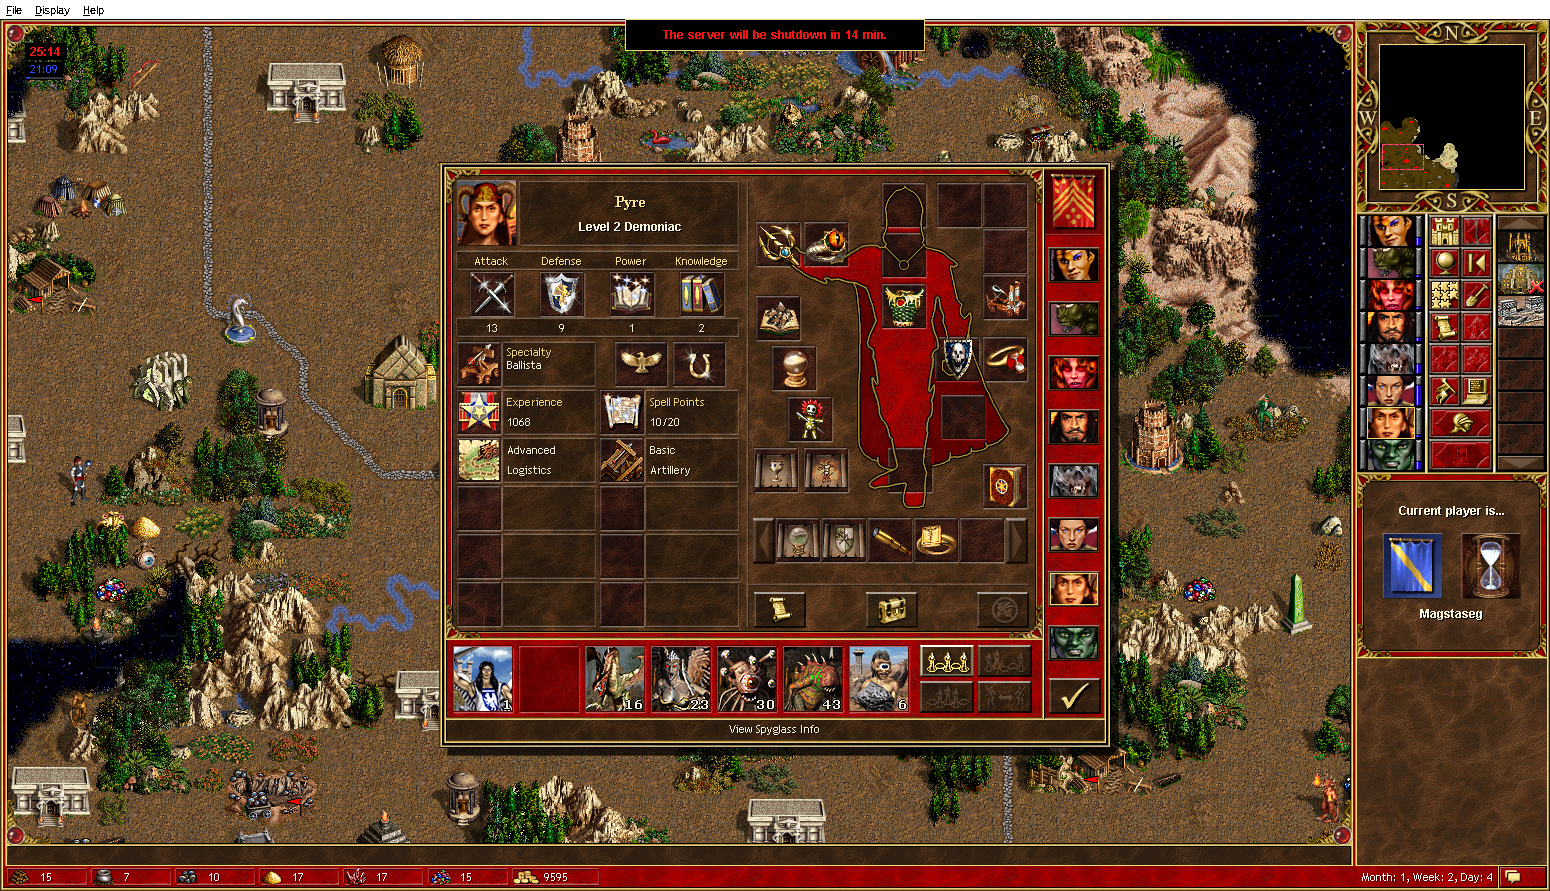 File Display Help
The server will be shutdown in 14 min.
25:14
21:09
N
W
E
S
Pyre
Level 2 Demoniac
Attack Defense Power Knowledge
13 9 1 2
Specialty
Ballista
Experience
1068
Spell Points
10/20
Advanced
Logistics
Basic
Artillery
1 16 23 30 43 6
View Spyglass Info
Current player is...
Magstaseg
15 7 10 17 17 15 9595
Month: 1, Week: 2, Day: 4